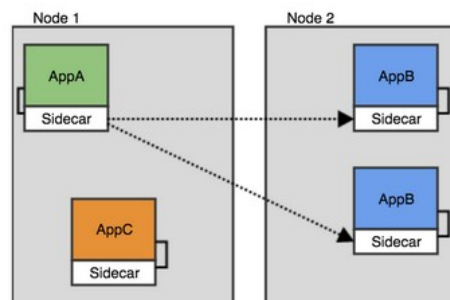 Node 1
Node 2
AppA
Sidecar
AppB
Sidecar
AppB
Sidecar
AppC
Sidecar